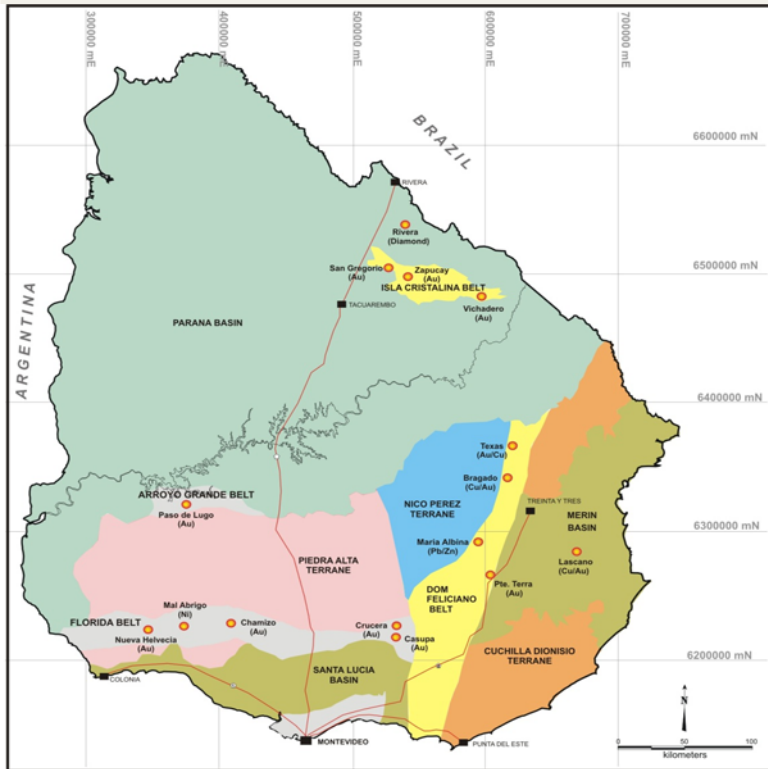 300000 mE
400000 mE
500000 mE
600000 mE
700000 mE
BRAZIL
6600000 mN
RIVERA
Rivera
(Diamond)
San Gregorio
(Au)
Zapucay
(Au)
6500000 mN
ISLA CRISTALINA BELT
Vichadero
(Au)
TACUAREMBO
ARGENTINA
PARANA BASIN
6400000 mN
Texas
(Au/Cu)
Bragado
(Cu/Au)
ARROYO GRANDE BELT
Paso de Lugo
(Au)
NICO PEREZ
TERRANE
TREINTA Y TRES
MERIN
BASIN
6300000 mN
Maria Albina
(Pb/Zn)
Lascano
(Cu/Au)
PIEDRA ALTA
TERRANE
Pte. Terra
(Au)
DOM
FELICIANO
BELT
Mal Abrigo
(Ni)
FLORIDA BELT
Nueva Helvecia
(Au)
Chamizo
(Au)
Crucera
(Au)
Casupa
(Au)
CUCHILLA DIONISIO
TERRANE
6200000 mN
SANTA LUCIA
BASIN
COLONIA
MONTEVIDEO
PUNTA DEL ESTE
N
0 50 100
kilometers